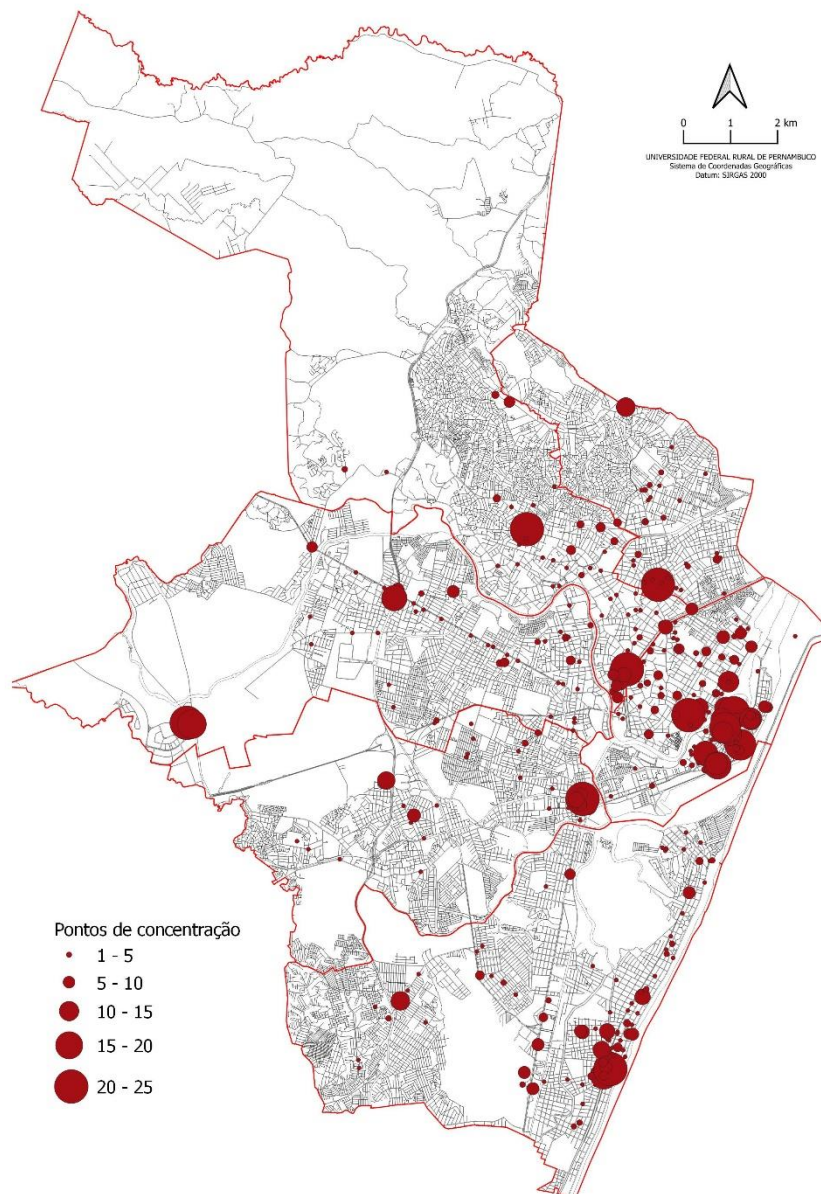 0 1 2 km
UNIVERSIDADE FEDERAL RURAL DE PERNAMBUCO
Sistema de Coordenadas Geográficas
Datum: SIRGAS 2000
Pontos de concentração
1 - 5
5 - 10
10 - 15
15 - 20
20 - 25